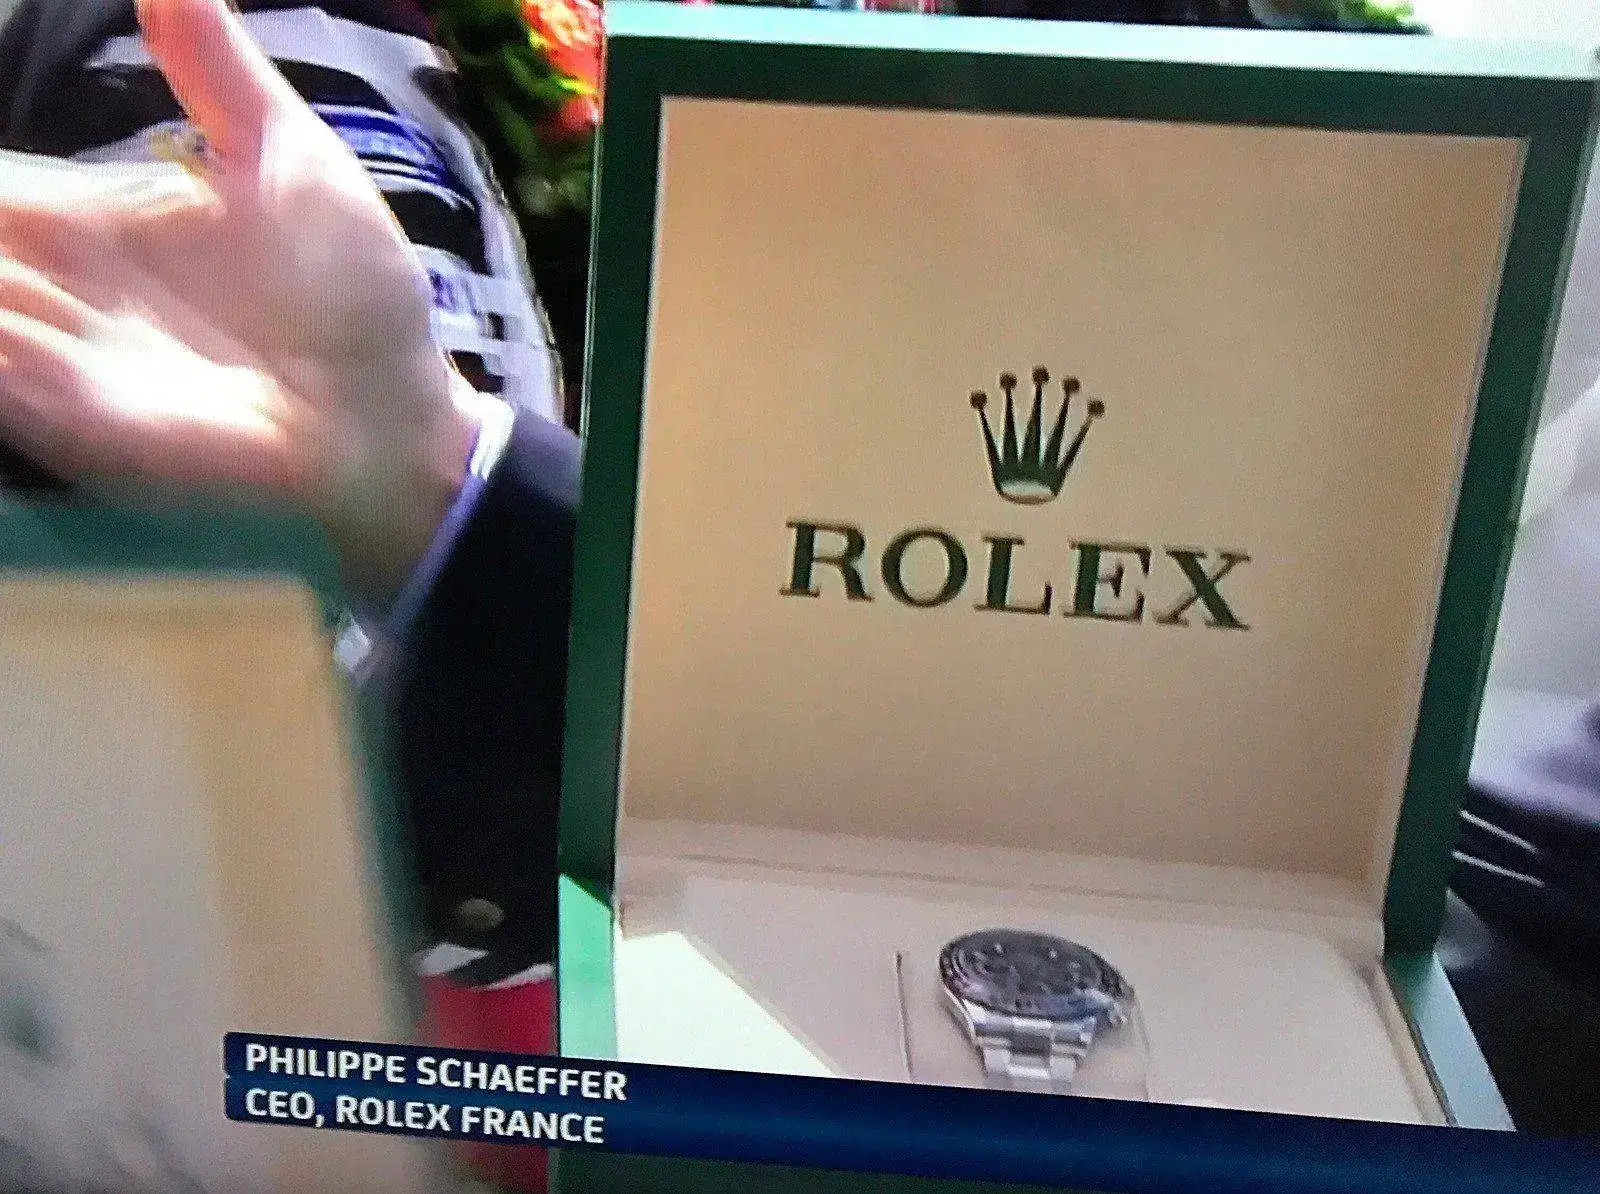 ROLEX
PHILIPPE SCHAEFFER
CEO, ROLEX FRANCE